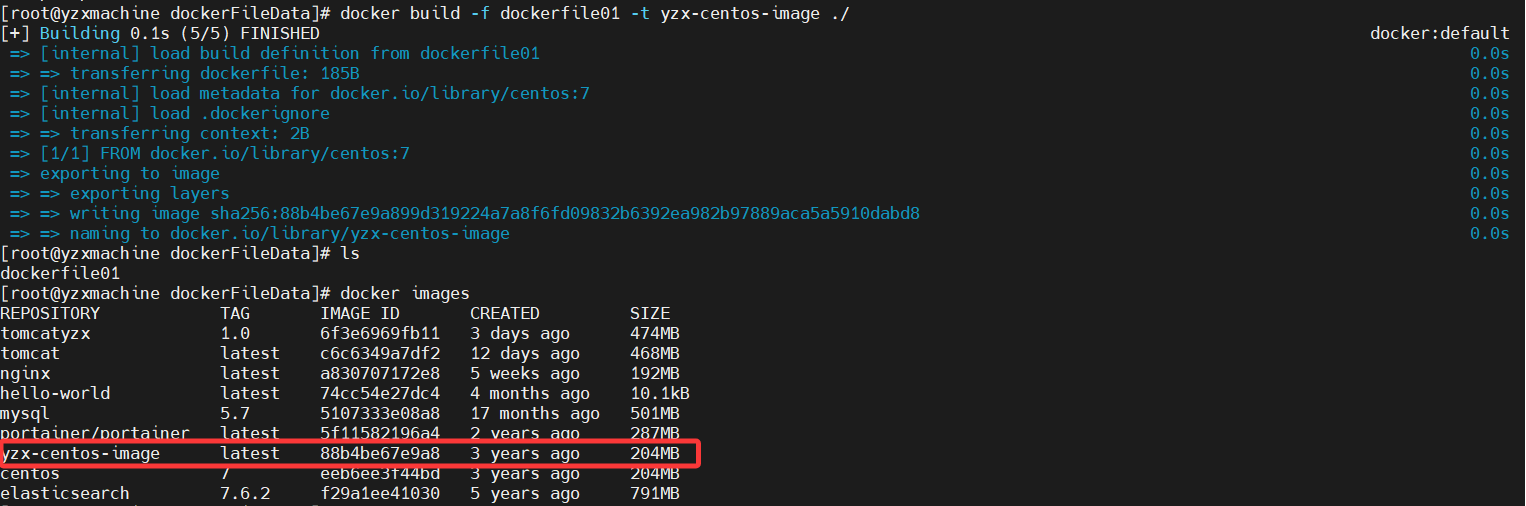 [root@yzxmachine dockerFileData]# docker build -f dockerfile01 -t yzx-centos-image ./
[+] Building 0.1s (5/5) FINISHED docker:default
=> [internal] load build definition from dockerfile01 0.0s
=> => transferring dockerfile: 185B 0.0s
=> [internal] load metadata for docker.io/library/centos:7 0.0s
=> [internal] load .dockerignore 0.0s
=> => transferring context: 2B 0.0s
=> [1/1] FROM docker.io/library/centos:7 0.0s
=> exporting to image 0.0s
=> => exporting layers 0.0s
=> => writing image sha256:88b4be67e9a899d319224a7a8f6fd09832b6392ea982b97889aca5a5910dabd8 0.0s
=> => naming to docker.io/library/yzx-centos-image 0.0s
[root@yzxmachine dockerFileData]# ls
dockerfile01
[root@yzxmachine dockerFileData]# docker images
REPOSITORY TAG IMAGE ID CREATED SIZE
tomcatyzx 1.0 6f3e6969fb11 3 days ago 474MB
tomcat latest c6c6349a7df2 12 days ago 468MB
nginx latest a830707172e8 5 weeks ago 192MB
hello-world latest 74cc54e27dc4 4 months ago 10.1kB
mysql 5.7 5107333e08a8 17 months ago 501MB
portainer/portainer latest 5f11582196a4 2 years ago 287MB
yzx-centos-image latest 88b4be67e9a8 3 years ago 204MB
centos 7 eeb6ee3f44bd 3 years ago 204MB
elasticsearch 7.6.2 f29a1ee41030 5 years ago 791MB